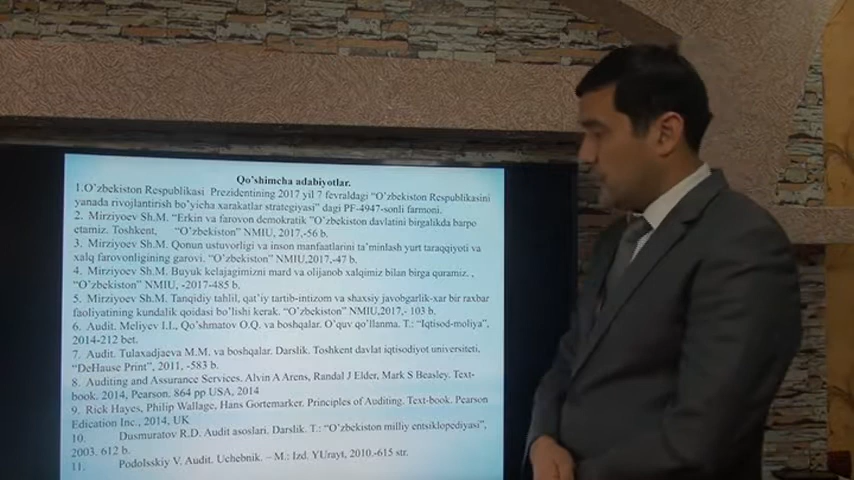 Qo'shimcha adabiyotlar.
1.O'zbekiston Respublikasi Prezidentining 2017 yil 7 fevraldagi "O'zbekiston Respublikasini
yanada rivojlantirish bo'yicha xarakatlar strategiyasi" dagi PF-4947-sonli farmoni.
2. Mirziyoev Sh.M. "Erkin va farovon demokratik "O'zbekiston davlatini birgalikda barpo
etamiz. Toshkent, "O'zbekiston" NMIU, 2017,-56 b.
3. Mirziyoev Sh.M. Qonun ustuvorligi va inson manfaatlarini ta'minlash yurt taraqqiyoti va
xalq farovonligining garovi. "O'zbekiston" NMIU,2017,-47 b.
4. Mirziyoev Sh.M. Buyuk kelajagimizni mard va olijanob xalqimiz bilan birga quramiz. ,
"O'zbekiston" NMIU, -2017-485 b.
5. Mirziyoev Sh.M. Tanqidiy tahlil, qat'iy tartib-intizom va shaxsiy javobgarlik-xar bir raxbar
faoliyatining kundalik qoidasi bo'lishi kerak. "O'zbekiston" NMIU,2017,- 103 b.
6. Audit. Meliyev I.I., Qo'shmatov O.Q. va boshqalar. O'quv qo'llanma. T.: "Iqtisod-moliya",
2014-212 bet.
7. Audit. Tulaxadjaeva M.M. va boshqalar. Darslik. Toshkent davlat iqtisodiyot universiteti,
"DeHause Print", 2011, -583 b.
8. Auditing and Assurance Services. Alvin A Arens, Randal J Elder, Mark S Beasley. Text-
book. 2014, Pearson. 864 pp USA, 2014
9. Rick Hayes, Philip Wallage, Hans Gortemarker. Principles of Auditing. Text-book. Pearson
Edication Inc., 2014, UK
10. Dusmuratov R.D. Audit asoslari. Darslik. T.: "O'zbekiston milliy entsiklopediyasi",
2003. 612 b.
11. Podolsskiy V. Audit. Uchebnik. – M.: Izd. YUrayt, 2010.-615 str.